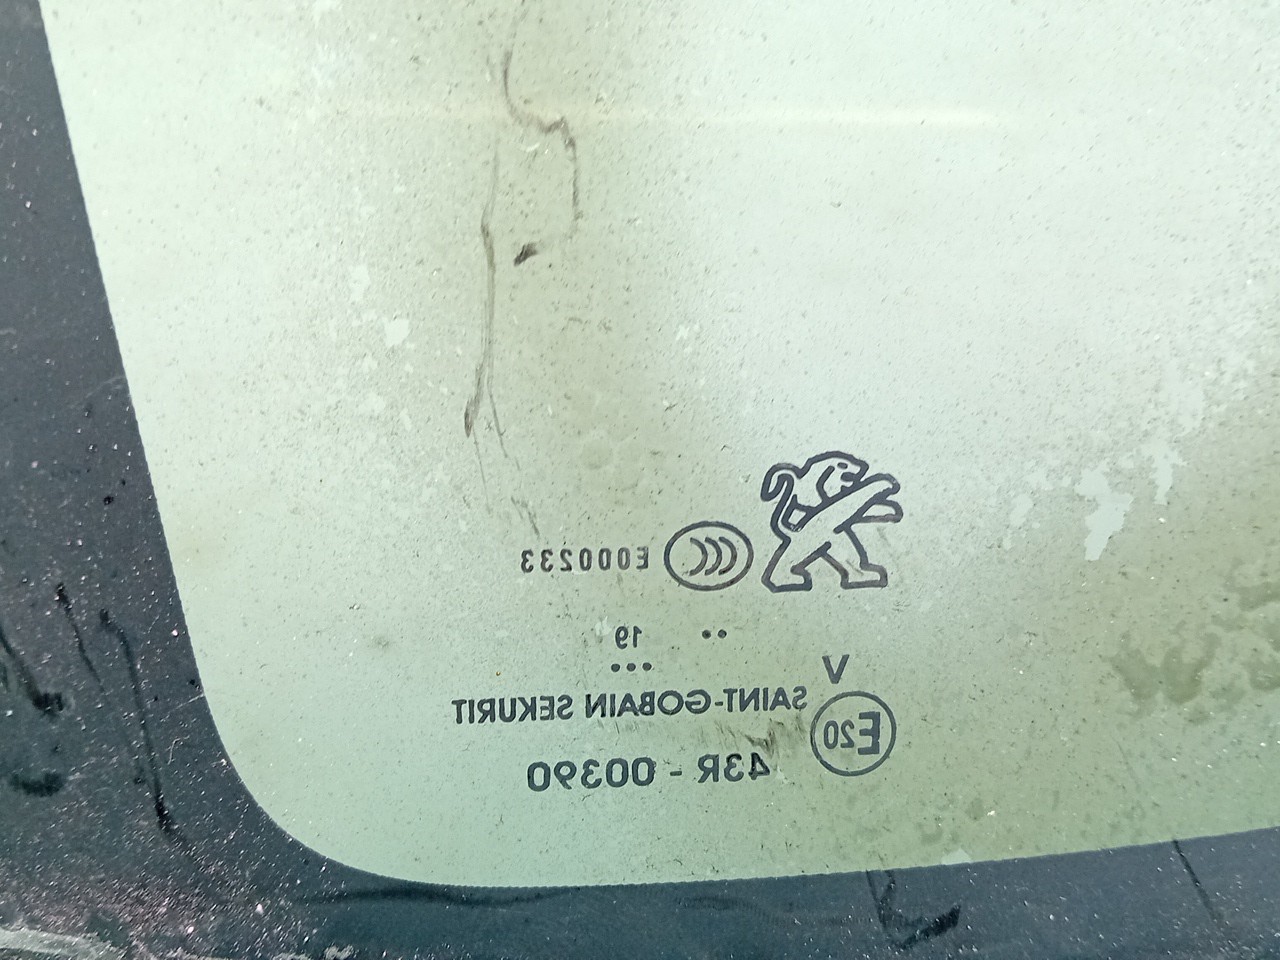 E000233
.. 19
...
V
SAINT-GOBAIN SEKURIT
E20
43R - 00390